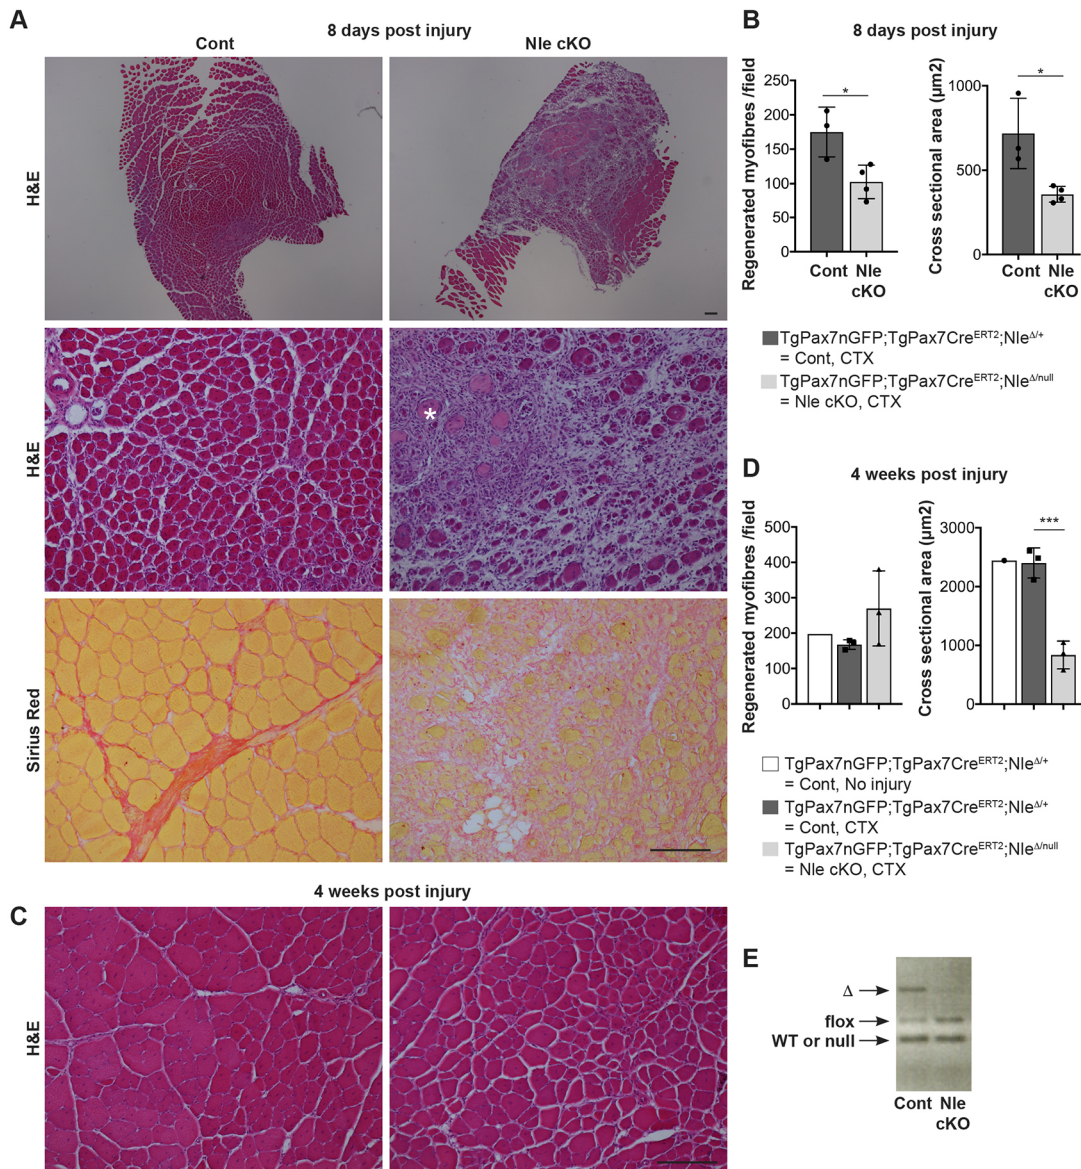 A
8 days post injury
Cont
Nle cKO
H&E
H&E
*
Sirius Red
B
8 days post injury
Regenerated myofibres /field
250
200
150
100
50
0
*
Cont
Nle
cKO
Cross sectional area (µm2)
1000
500
0
*
Cont
Nle
cKO
TgPax7nGFP;TgPax7CreERT2;NleΔ/+
= Cont, CTX
TgPax7nGFP;TgPax7CreERT2;NleΔ/null
= Nle cKO, CTX
C
4 weeks post injury
H&E
D
4 weeks post injury
Regenerated myofibres /field
500
400
300
200
100
0
Cross sectional area (µm2)
3000
2000
1000
0
***
TgPax7nGFP;TgPax7CreERT2;NleΔ/+
= Cont, No injury
TgPax7nGFP;TgPax7CreERT2;NleΔ/+
= Cont, CTX
TgPax7nGFP;TgPax7CreERT2;NleΔ/null
= Nle cKO, CTX
E
Δ
flox
WT or null
Cont
Nle
cKO